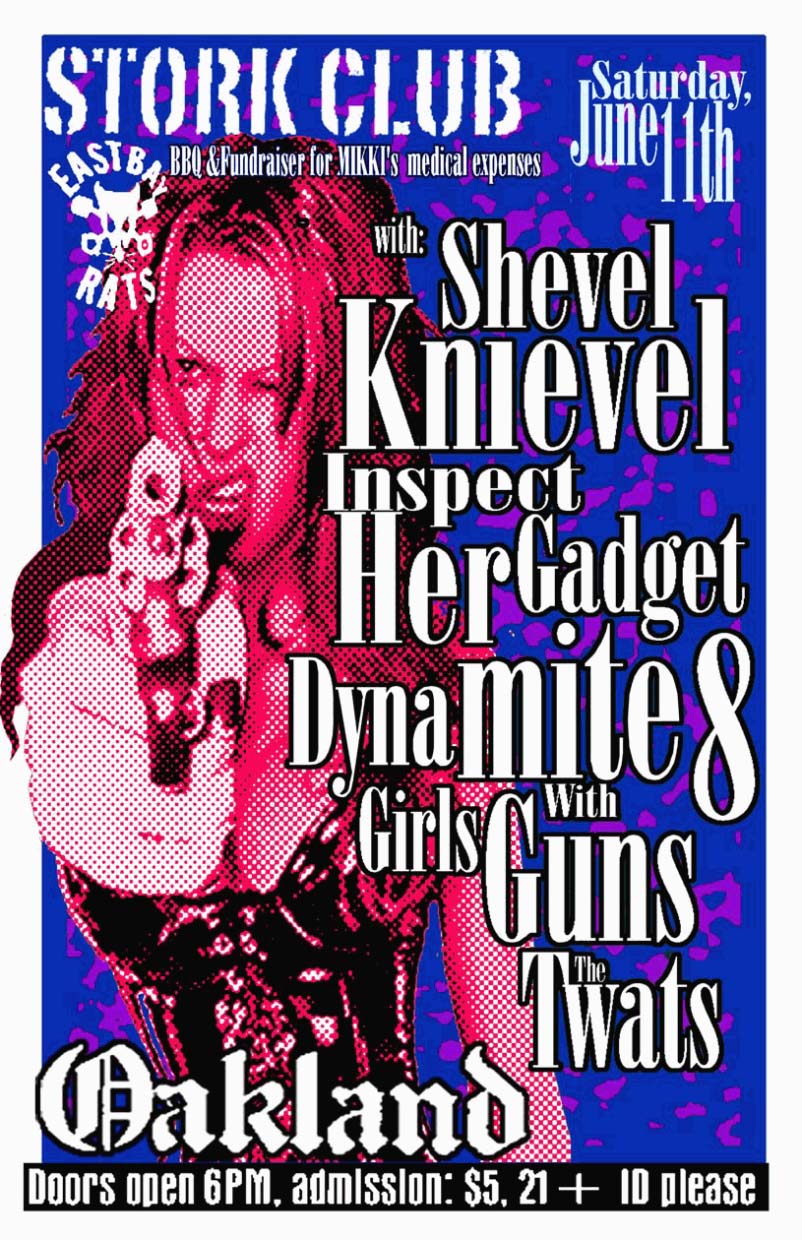 STORK CLUB
Saturday,
June 11th
EAST BAY
RATS
BBQ &Fundraiser for MIKKI's medical expenses
with:
Shevel
Knievel
Inspect
Her Gadget
Dynamite 8
Girls With
Guns
The
Twats
Oakland
Doors open 6PM, admission: $5, 21 + ID please